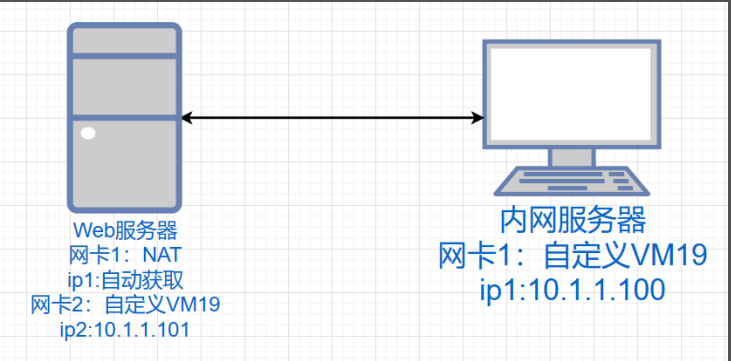 Web服务器
网卡1：NAT
ip1:自动获取
网卡2：自定义VM19
ip2:10.1.1.101
内网服务器
网卡1：自定义VM19
ip1:10.1.1.100